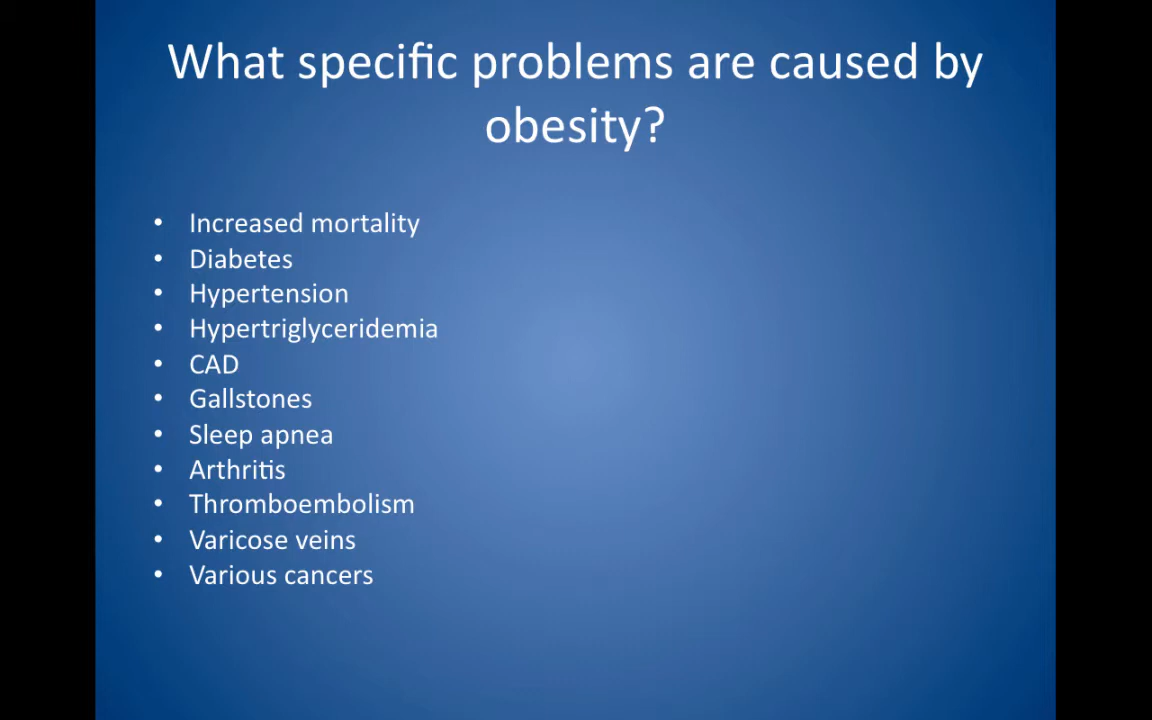 What specific problems are caused by
obesity?
• Increased mortality
• Diabetes
• Hypertension
• Hypertriglyceridemia
• CAD
• Gallstones
• Sleep apnea
• Arthritis
• Thromboembolism
• Varicose veins
• Various cancers